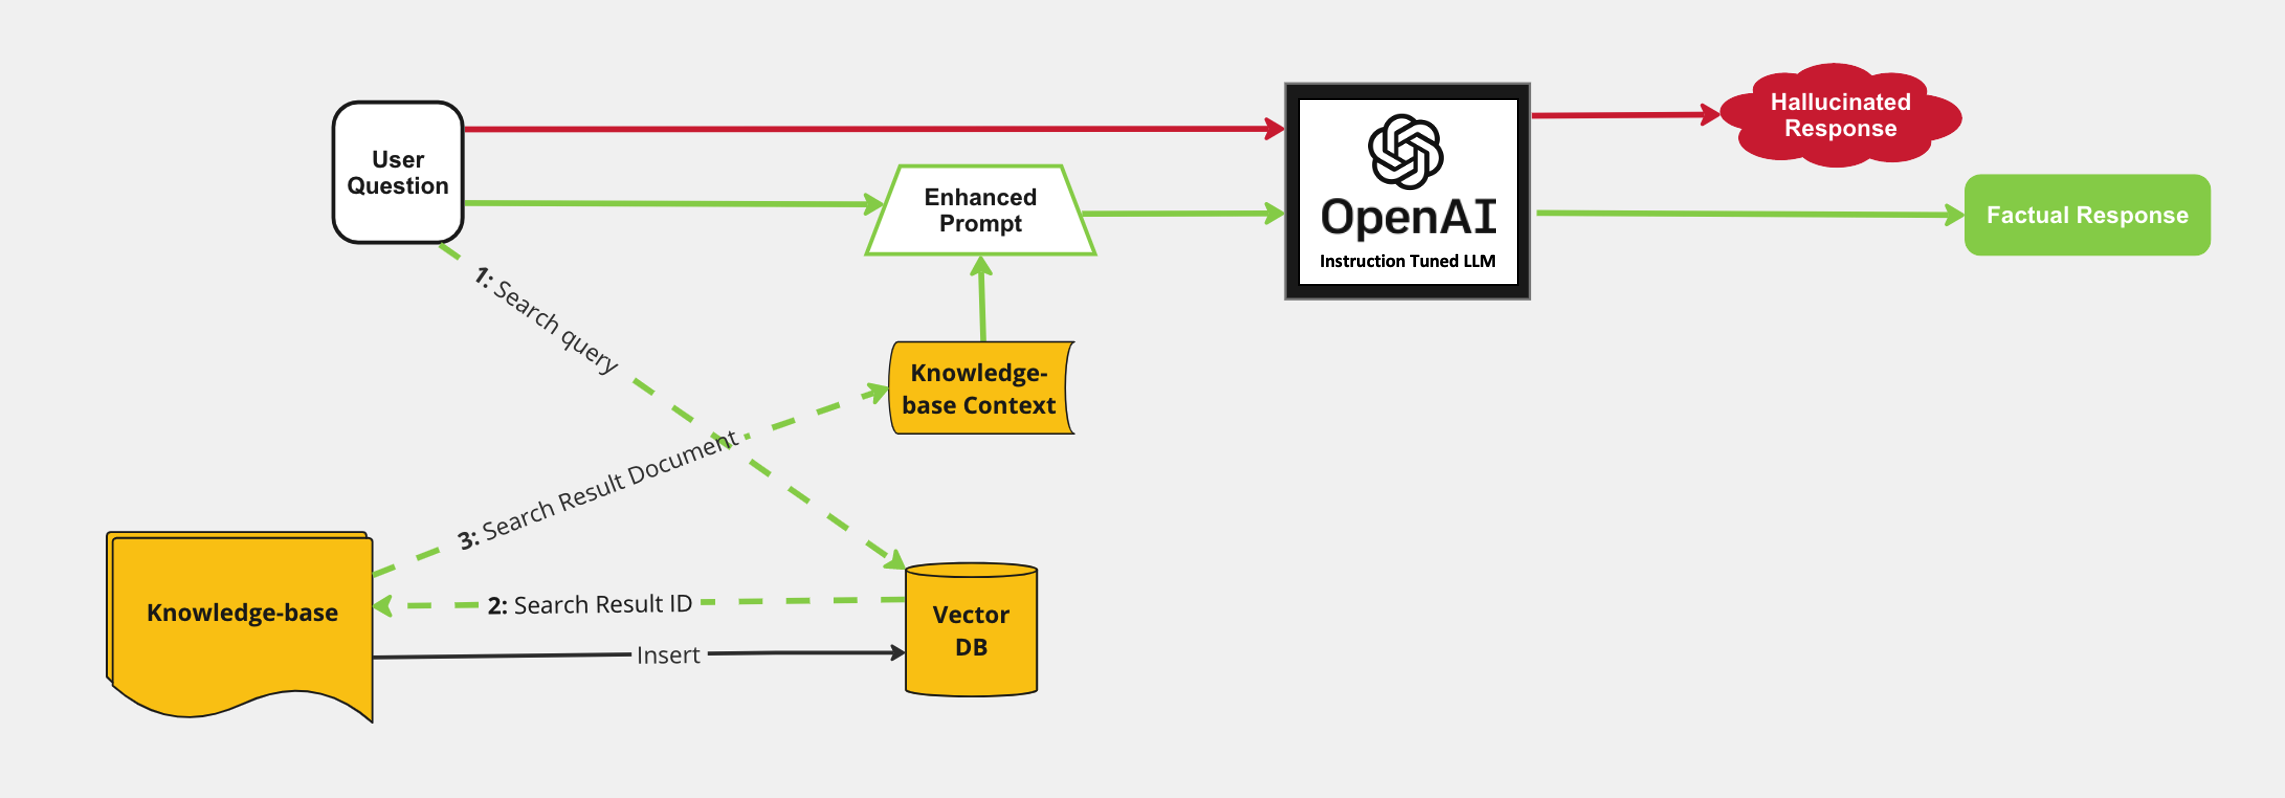 User
Question
Enhanced
Prompt
OpenAI
Instruction Tuned LLM
Hallucinated
Response
Factual Response
1: Search query
Knowledge-
base Context
3: Search Result Document
Knowledge-base
2: Search Result ID
Insert
Vector
DB